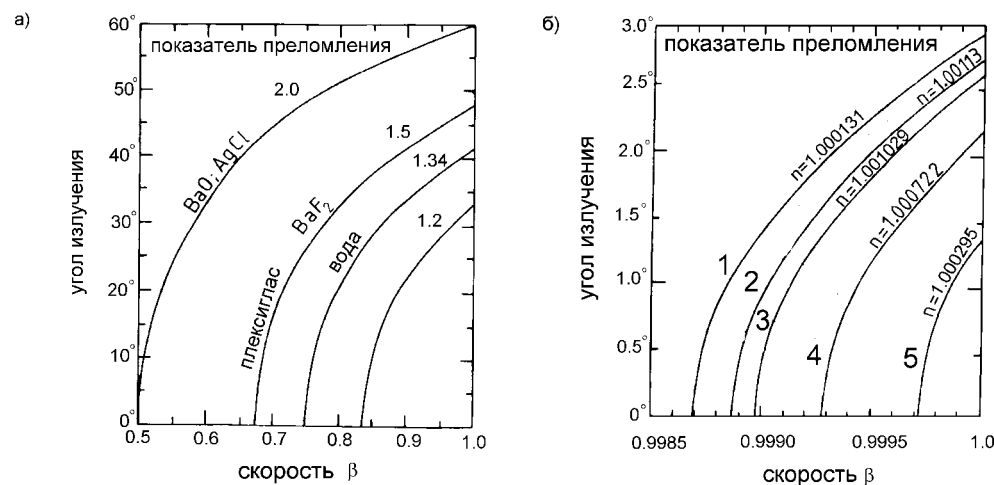 а)
показатель преломления
60°
50°
40°
30°
20°
10°
0°
угол излучения
2.0
1.5
1.34
1.2
BaO; AgCl
BaF₂
плексиглас
вода
0.5 0.6 0.7 0.8 0.9 1.0
скорость β
б)
показатель преломления
3.0°
2.5°
2.0°
1.5°
1.0°
0.5°
0°
угол излучения
n=1.000131
n=1.00113
n=1.001029
n=1.000722
n=1.000295
1
2
3
4
5
0.9985 0.9990 0.9995 1.0
скорость β